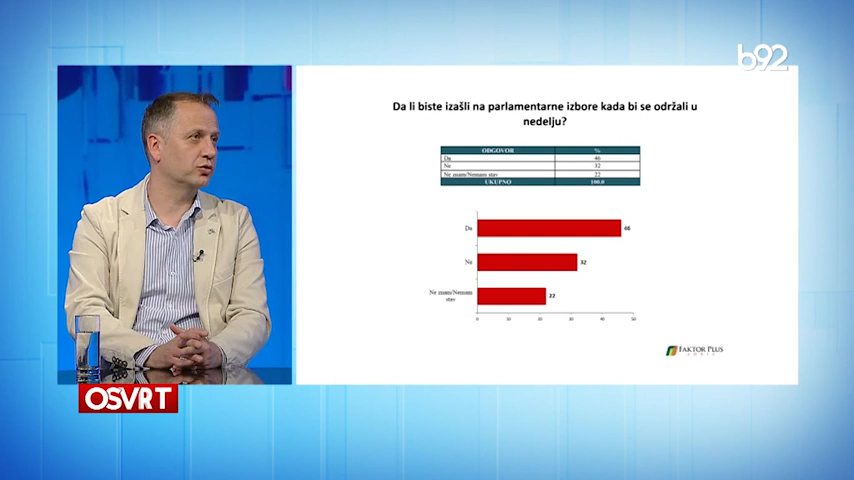 b92
Da li biste izašli na parlamentarne izbore kada bi se održali u
nedelju?
ODGOVOR %
Da 46
Ne 32
Ne znam/Nemam stav 22
UKUPNO 100.0
Da 46
Ne 32
Ne znam/Nemam
stav 22
0 10 20 30 40 50
FAKTOR PLUS
OSVRT